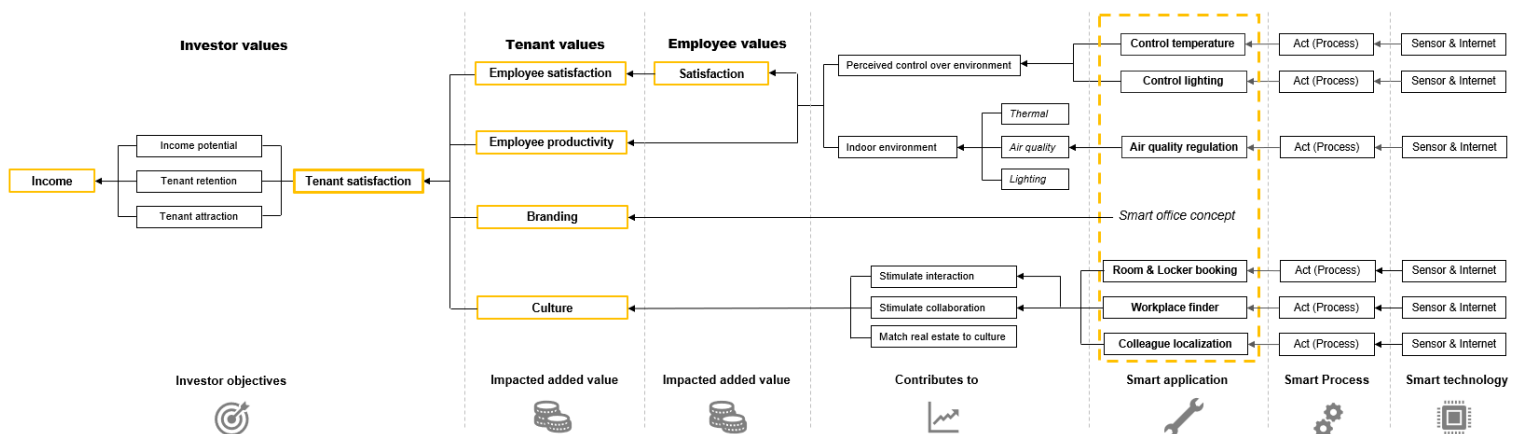 Investor values
Tenant values
Employee values
Control temperature
Act (Process)
Sensor & Internet
Perceived control over environment
Employee satisfaction
Satisfaction
Control lighting
Act (Process)
Sensor & Internet
Thermal
Income potential
Employee productivity
Indoor environment
Air quality
Air quality regulation
Act (Process)
Sensor & Internet
Income
Tenant retention
Tenant satisfaction
Lighting
Tenant attraction
Branding
Smart office concept
Stimulate interaction
Room & Locker booking
Act (Process)
Sensor & Internet
Culture
Stimulate collaboration
Workplace finder
Act (Process)
Sensor & Internet
Match real estate to culture
Colleague localization
Act (Process)
Sensor & Internet
Investor objectives
Impacted added value
Impacted added value
Contributes to
Smart application
Smart Process
Smart technology